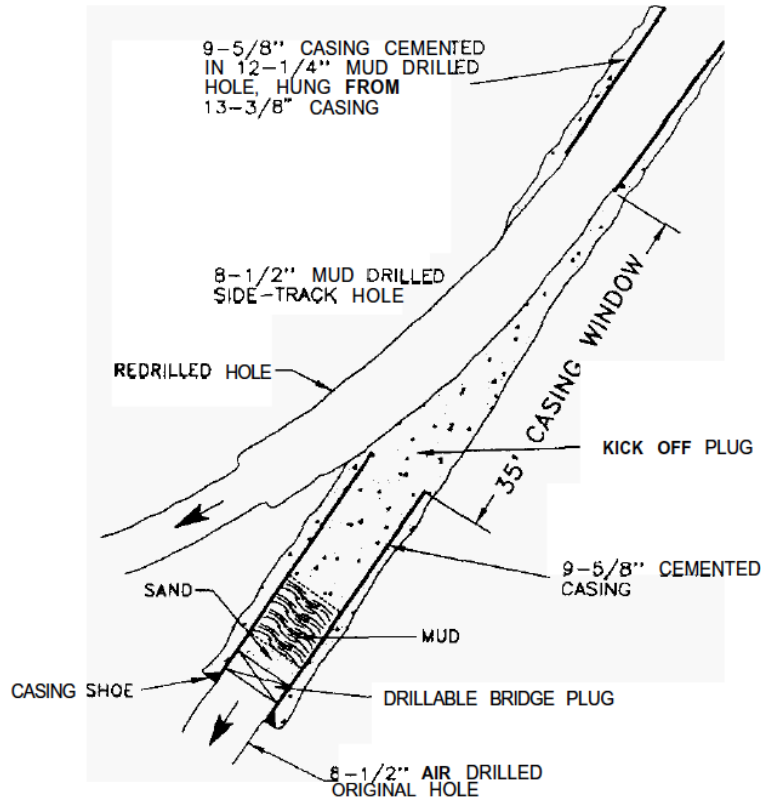 9-5/8" CASING CEMENTED
IN 12-1/4" MUD DRILLED
HOLE, HUNG FROM
13-3/8" CASING
8-1/2" MUD DRILLED
SIDE-TRACK HOLE
35' CASING WINDOW
REDRILLED HOLE
KICK OFF PLUG
9-5/8" CEMENTED
CASING
SAND
MUD
CASING SHOE
DRILLABLE BRIDGE PLUG
8-1/2" AIR DRILLED
ORIGINAL HOLE